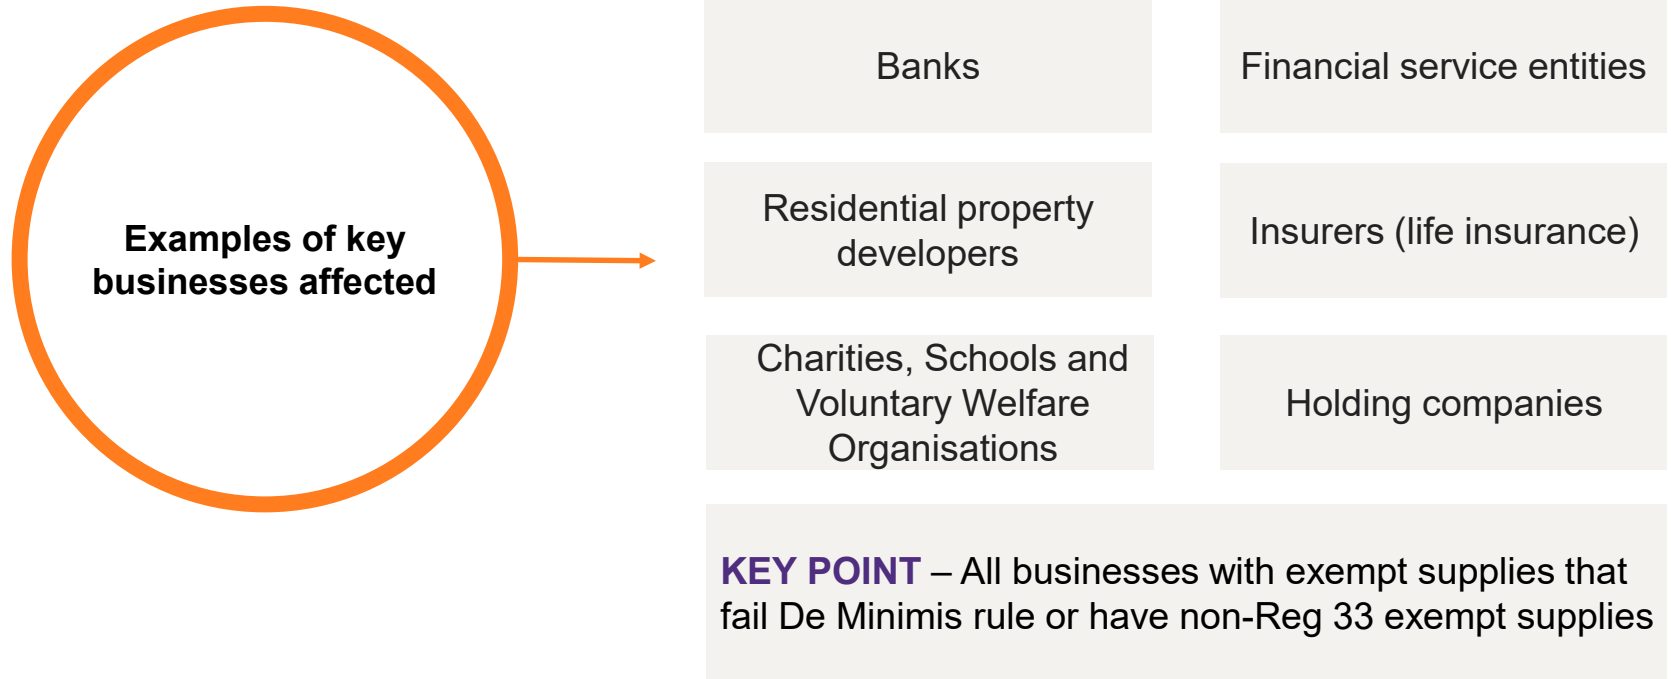 Examples of key
businesses affected
Banks
Financial service entities
Residential property
developers
Insurers (life insurance)
Charities, Schools and
Voluntary Welfare
Organisations
Holding companies
KEY POINT – All businesses with exempt supplies that
fail De Minimis rule or have non-Reg 33 exempt supplies